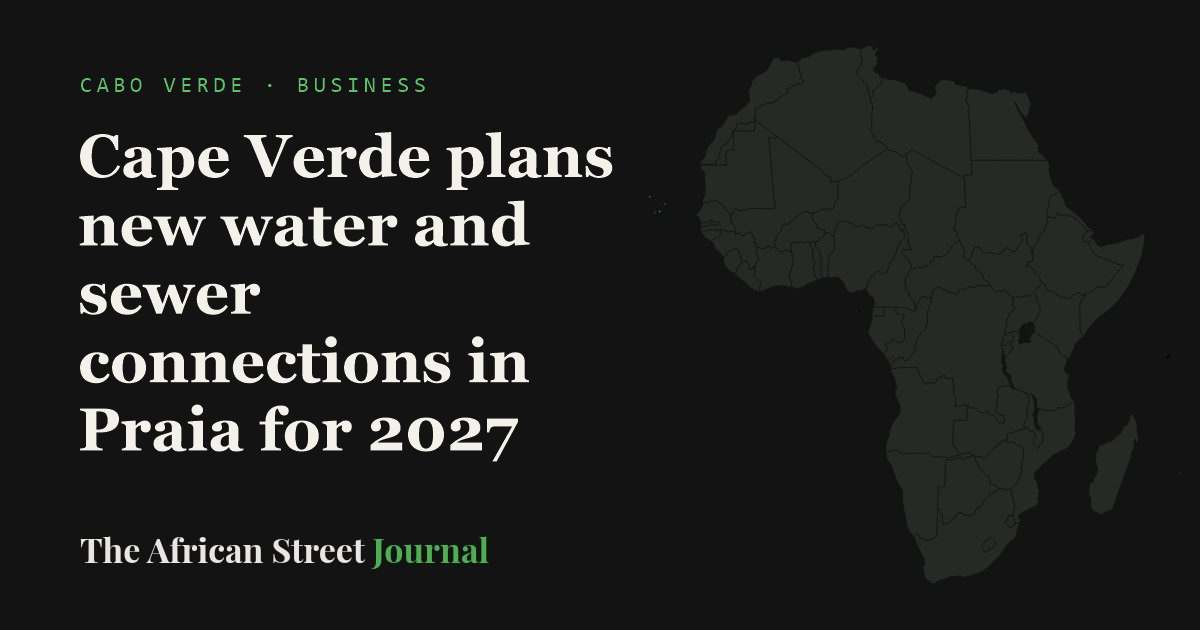 CABO VERDE · BUSINESS
Cape Verde plans
new water and
sewer
connections in
Praia for 2027
The African Street Journal